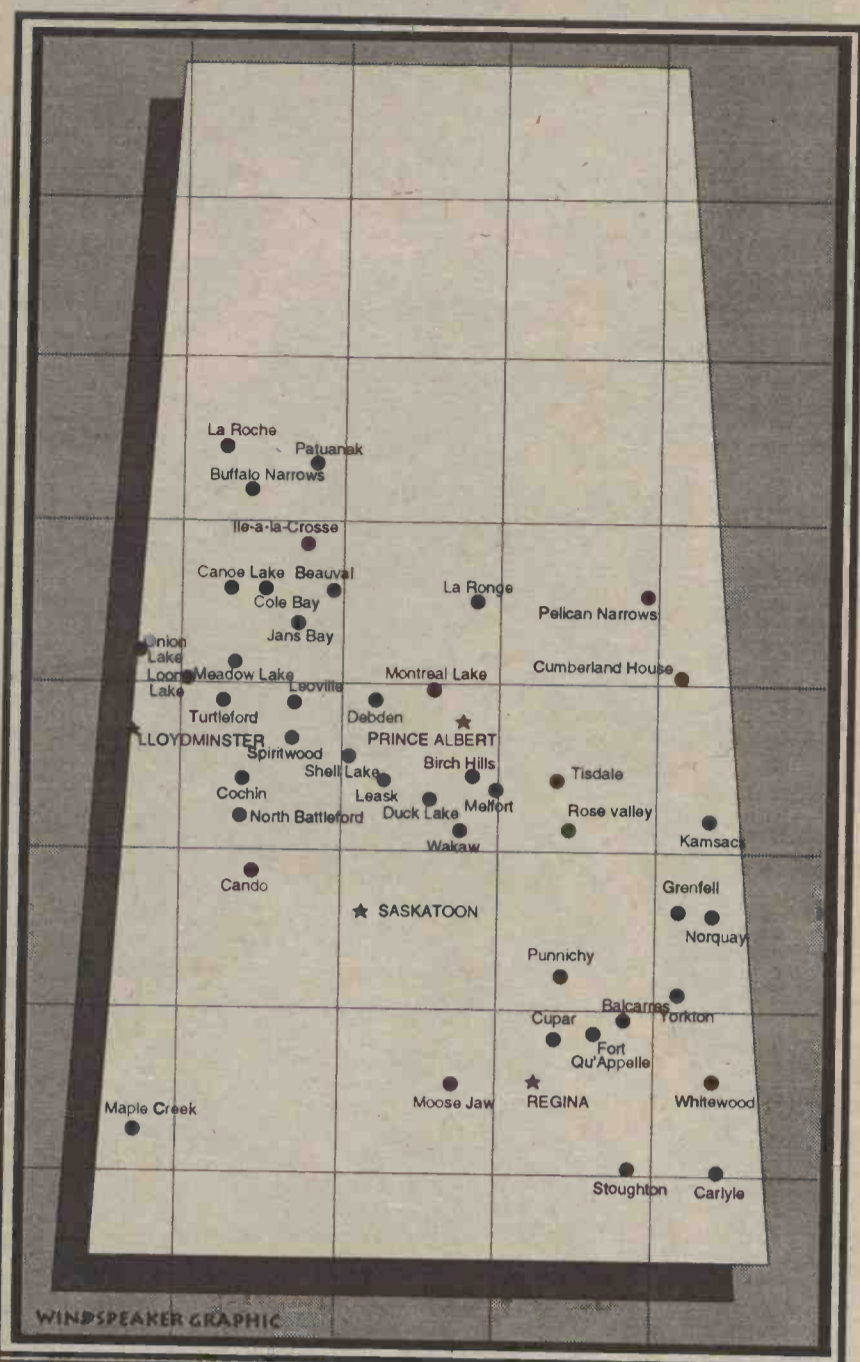 La Roche
Patuanak
Buffalo Narrows
Ile-a-la-Crosse
Canoe Lake
Beauval
Cole Bay
La Ronge
Pelican Narrows
Jans Bay
Onion
Lake
Loon
Lake
Meadow Lake
Leoville
Montreal Lake
Cumberland House
Turtleford
Debden
LLOYDMINSTER
Spiritwood
PRINCE ALBERT
Shell Lake
Birch Hills
Tisdale
Cochin
Leask
Melfort
Duck Lake
Rose valley
North Battleford
Wakaw
Kamsack
Cando
Grenfell
SASKATOON
Norquay
Punnichy
Balcarres
Yorkton
Cupar
Fort
Qu'Appelle
Moose Jaw
REGINA
Whitewood
Maple Creek
Stoughton
Carlyle
WINDSPEAKER GRAPHIC